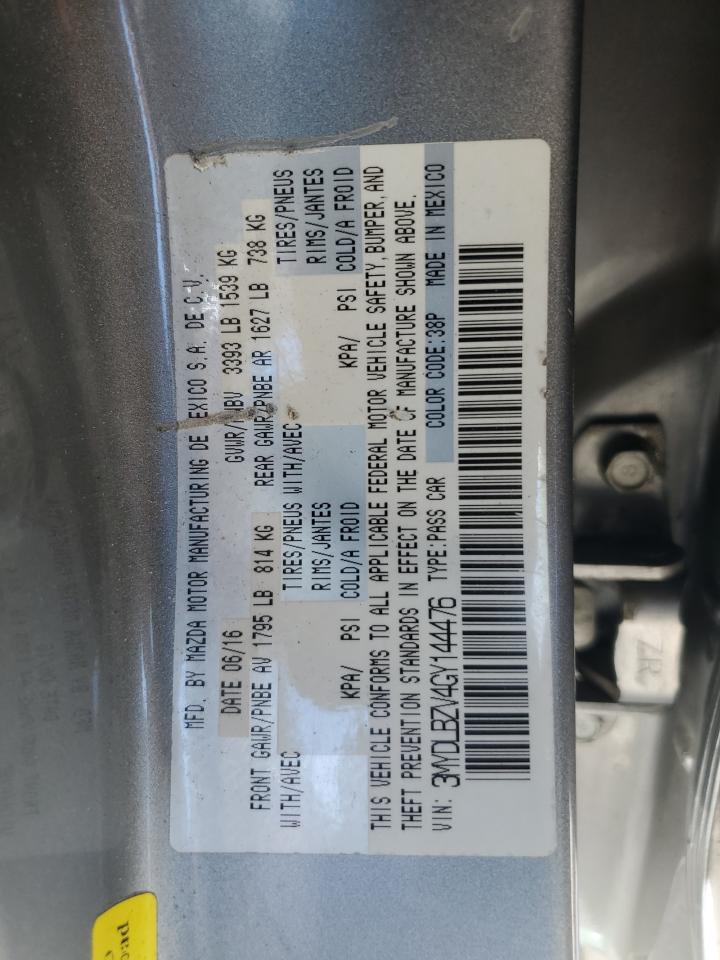 MFD. BY MAZDA MOTOR MANUFACTURING DE MEXICO S.A. DE C.V.
DATE 06/16 GVWR/PNBV 3393 LB 1539 KG
FRONT GAWR/PNBE AV 1795 LB 814 KG REAR GAWR/PNBE AR 1627 LB 738 KG
WITH/AVEC TIRES/PNEUS WITH/AVEC TIRES/PNEUS
RIMS/JANTES RIMS/JANTES
KPA/ PSI COLD/A FROID KPA/ PSI COLD/A FROID
THIS VEHICLE CONFORMS TO ALL APPLICABLE FEDERAL MOTOR VEHICLE SAFETY, BUMPER, AND
THEFT PREVENTION STANDARDS IN EFFECT ON THE DATE OF MANUFACTURE SHOWN ABOVE.
VIN: 3MYDLBZV4GY144476 TYPE:PASS CAR COLOR CODE:38P MADE IN MEXICO
8
ZR